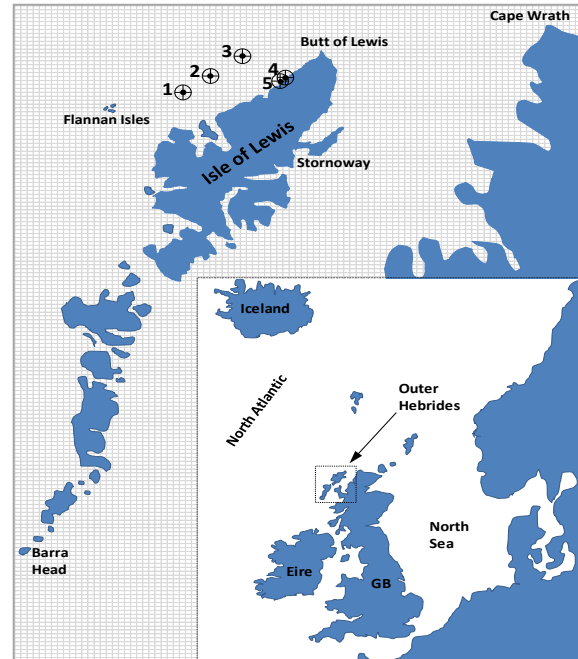 Cape Wrath
Butt of Lewis
3
2
4
5
1
Flannan Isles
Isle of Lewis
Stornoway
Iceland
North Atlantic
Outer
Hebrides
North
Sea
Barra
Head
Eire
GB